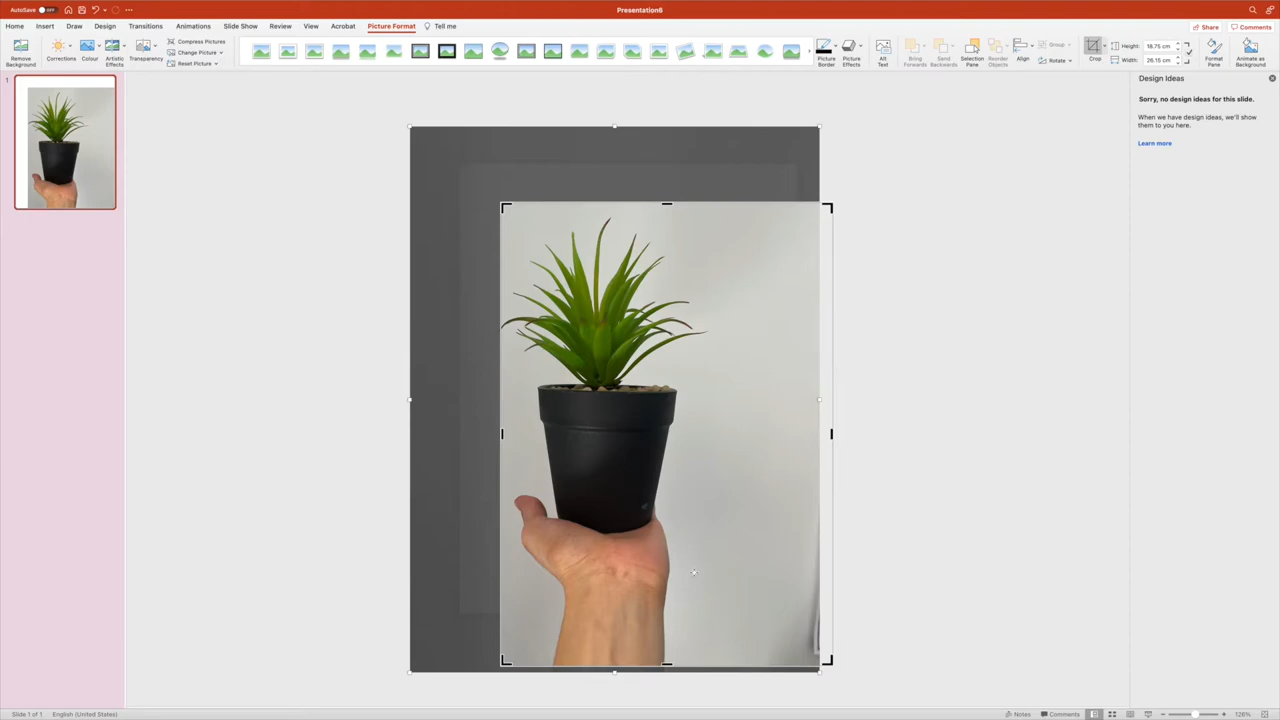 AutoSave OFF Presentation6
Home Insert Draw Design Transitions Animations Slide Show Review View Acrobat Picture Format Tell me Share Comments
Remove Background
Corrections
Colour
Artistic Effects
Transparency
Compress Pictures
Change Picture
Reset Picture
Picture Border
Picture Effects
Alt Text
Bring Forwards
Send Backwards
Selection Pane
Reorder Objects
Align
Group
Rotate
Crop
Height: 18.75 cm
Width: 26.15 cm
Format Pane
Animate as Background
1
Design Ideas
Sorry, no design ideas for this slide.
When we have design ideas, we'll show
them to you here.
Learn more
Slide 1 of 1 English (United States) Notes Comments 126%